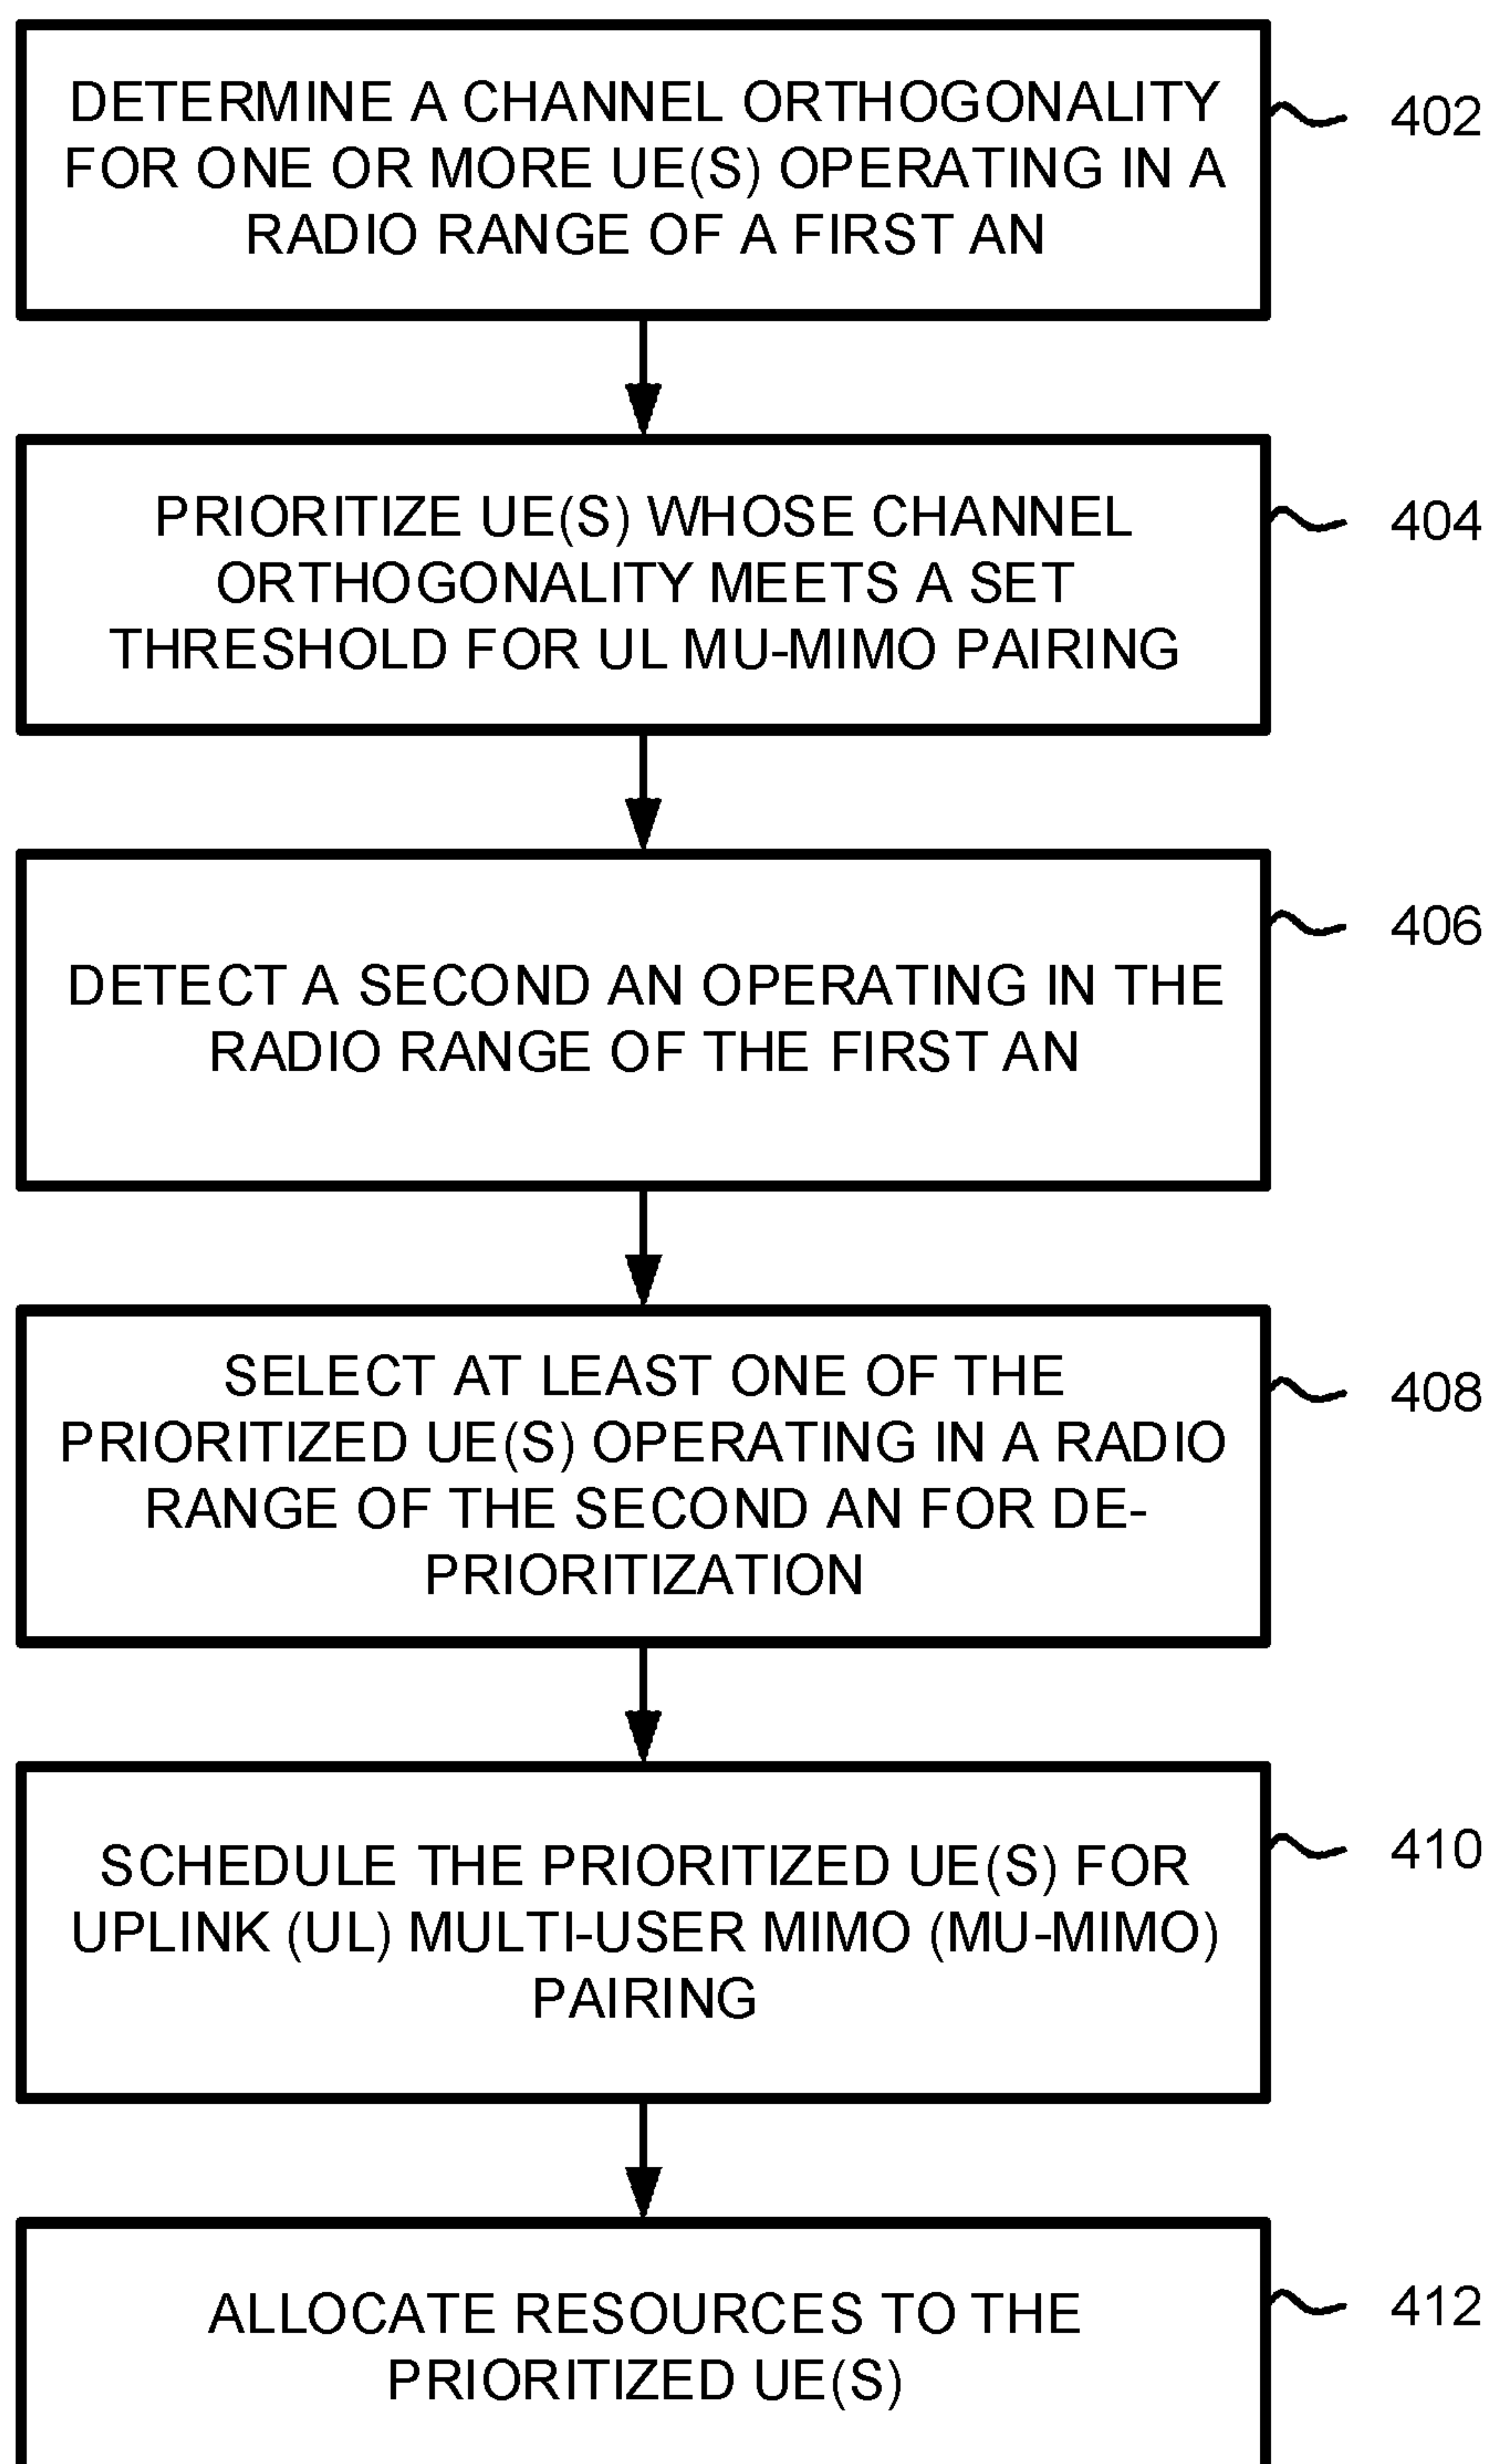 DETERMINE A CHANNEL ORTHOGONALITY
FOR ONE OR MORE UE(S) OPERATING IN A
RADIO RANGE OF A FIRST AN
402
PRIORITIZE UE(S) WHOSE CHANNEL
ORTHOGONALITY MEETS A SET
THRESHOLD FOR UL MU-MIMO PAIRING
404
DETECT A SECOND AN OPERATING IN THE
RADIO RANGE OF THE FIRST AN
406
SELECT AT LEAST ONE OF THE
PRIORITIZED UE(S) OPERATING IN A RADIO
RANGE OF THE SECOND AN FOR DE-
PRIORITIZATION
408
SCHEDULE THE PRIORITIZED UE(S) FOR
UPLINK (UL) MULTI-USER MIMO (MU-MIMO)
PAIRING
410
ALLOCATE RESOURCES TO THE
PRIORITIZED UE(S)
412